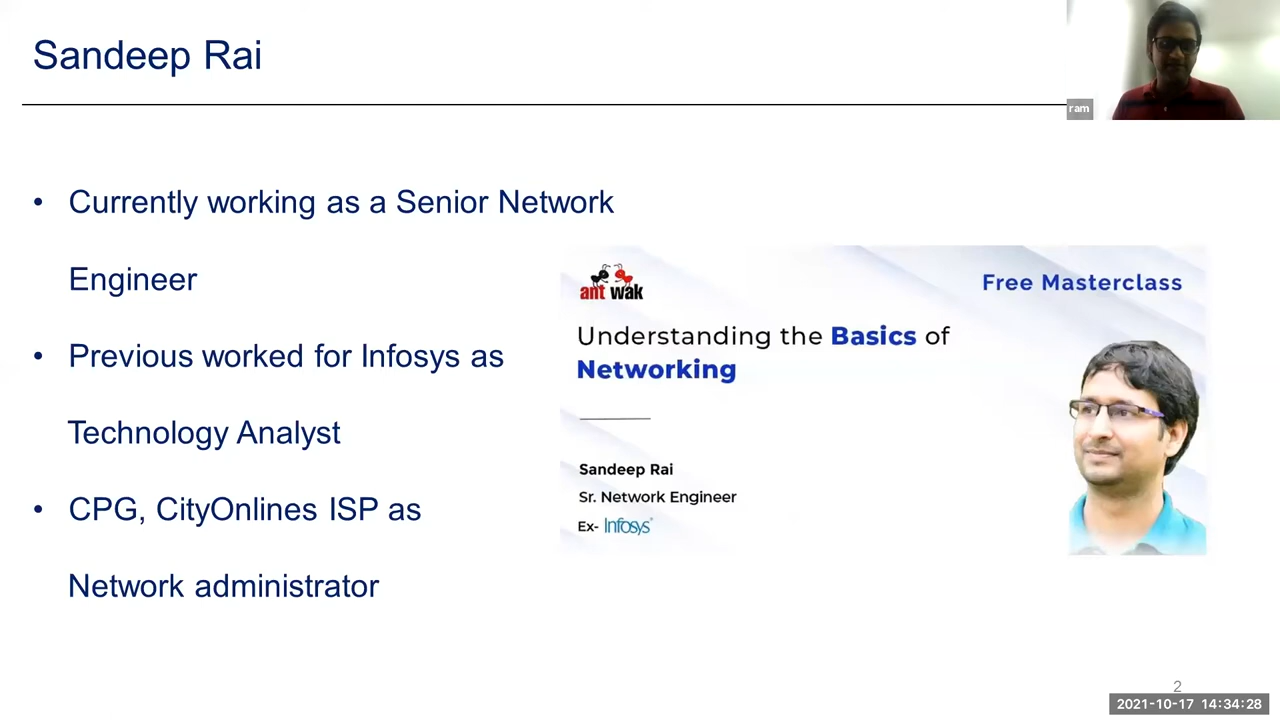 Sandeep Rai
ram
• Currently working as a Senior Network
Engineer
• Previous worked for Infosys as
Technology Analyst
• CPG, CityOnlines ISP as
Network administrator
ant wak
Free Masterclass
Understanding the Basics of
Networking
Sandeep Rai
Sr. Network Engineer
Ex- Infosys
2
2021-10-17 14:34:28